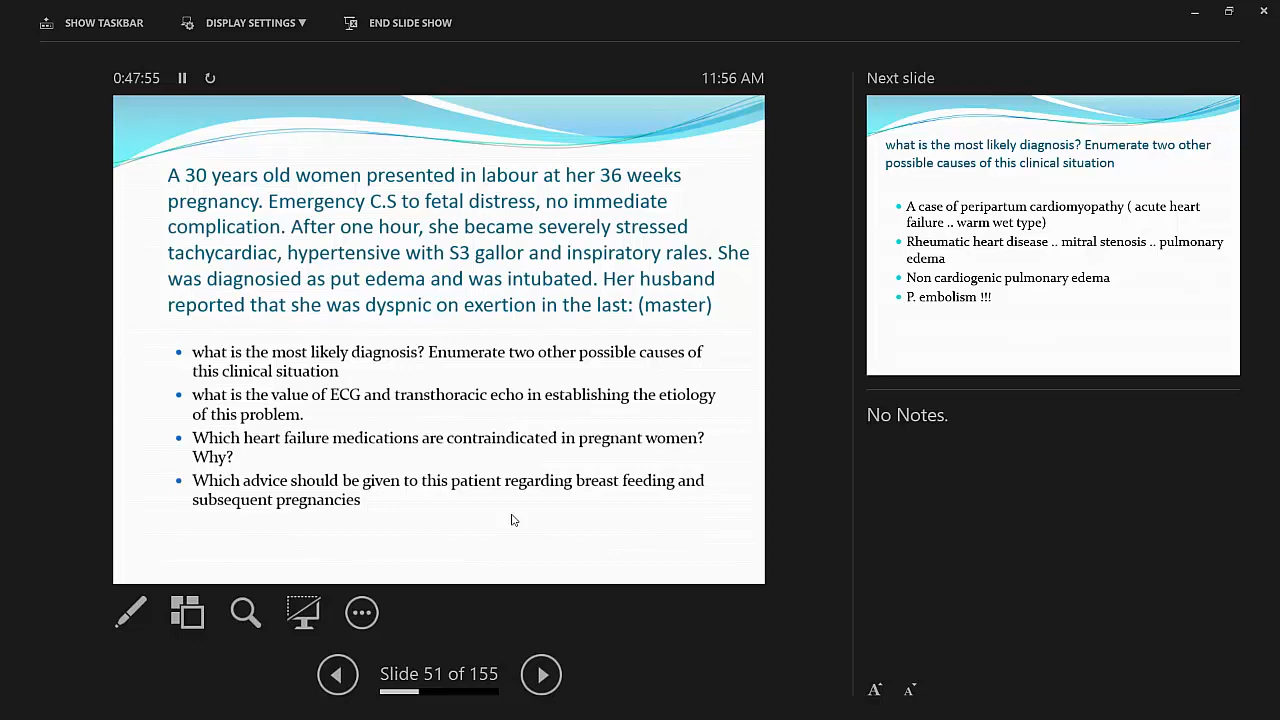 SHOW TASKBAR
DISPLAY SETTINGS ▼
END SLIDE SHOW
0:47:55
11:56 AM
A 30 years old women presented in labour at her 36 weeks
pregnancy. Emergency C.S to fetal distress, no immediate
complication. After one hour, she became severely stressed
tachycardiac, hypertensive with S3 gallor and inspiratory rales. She
was diagnosied as put edema and was intubated. Her husband
reported that she was dyspnic on exertion in the last: (master)
• what is the most likely diagnosis? Enumerate two other possible causes of
this clinical situation
• what is the value of ECG and transthoracic echo in establishing the etiology
of this problem.
• Which heart failure medications are contraindicated in pregnant women?
Why?
• Which advice should be given to this patient regarding breast feeding and
subsequent pregnancies
Slide 51 of 155
Next slide
what is the most likely diagnosis? Enumerate two other
possible causes of this clinical situation
• A case of peripartum cardiomyopathy ( acute heart
failure .. warm wet type)
• Rheumatic heart disease .. mitral stenosis .. pulmonary
edema
• Non cardiogenic pulmonary edema
• P. embolism !!!
No Notes.
A A